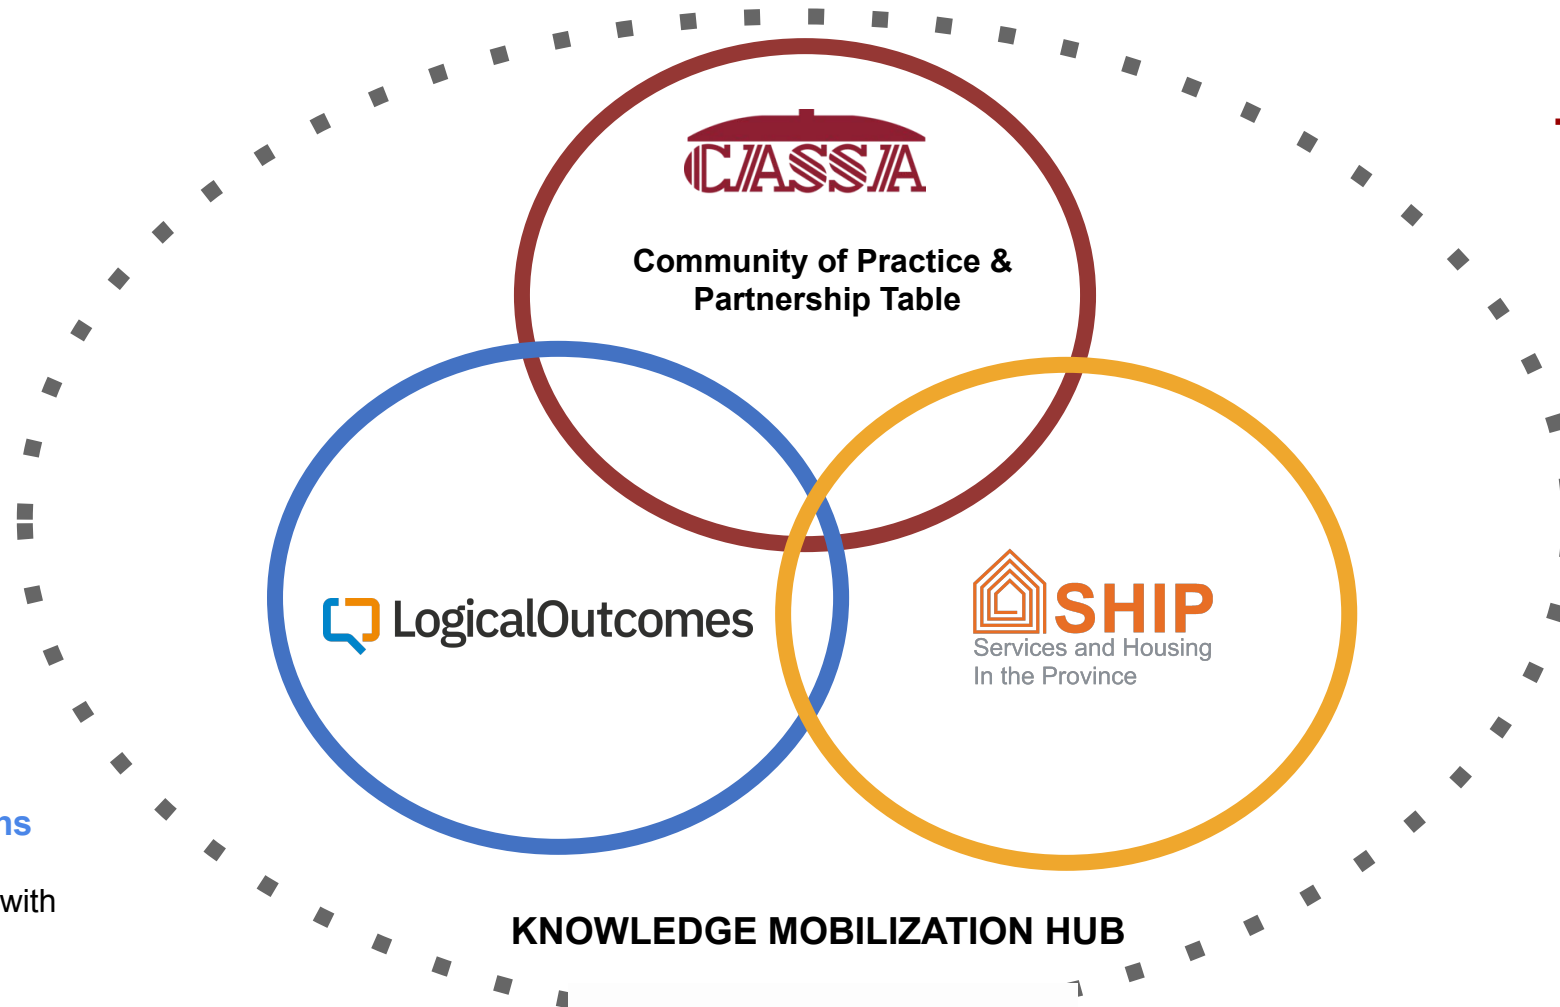 CASSA
Community of Practice &
Partnership Table
LogicalOutcomes
SHIP
Services and Housing
In the Province
ns
with
KNOWLEDGE MOBILIZATION HUB